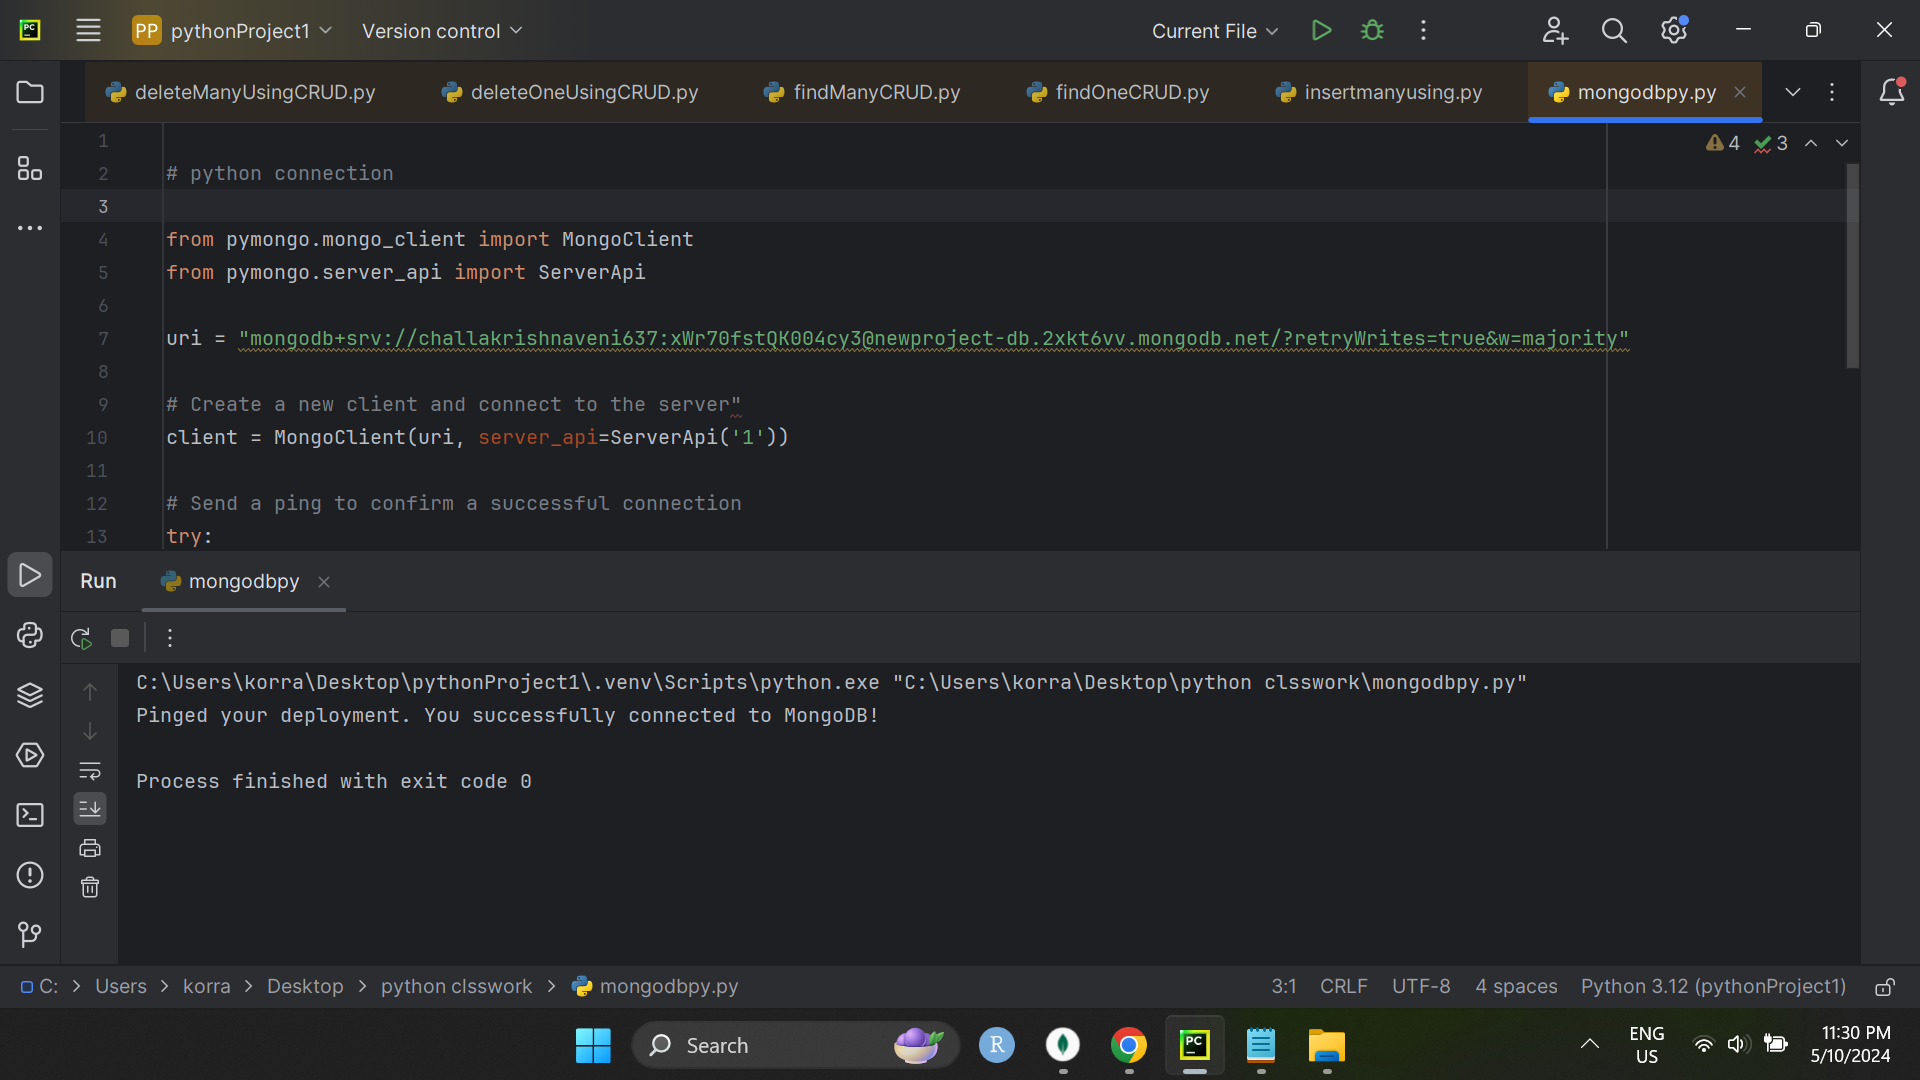 PC
PP pythonProject1 Version control Current File
deleteManyUsingCRUD.py deleteOneUsingCRUD.py findManyCRUD.py findOneCRUD.py insertmanyusing.py mongodbpy.py
4 3
1
2 # python connection
3
4 from pymongo.mongo_client import MongoClient
5 from pymongo.server_api import ServerApi
6
7 uri = "mongodb+srv://challakrishnaveni637:xWr70fstQK004cy3@newproject-db.2xkt6vv.mongodb.net/?retryWrites=true&w=majority"
8
9 # Create a new client and connect to the server"
10 client = MongoClient(uri, server_api=ServerApi('1'))
11
12 # Send a ping to confirm a successful connection
13 try:
Run mongodbpy
C:\Users\korra\Desktop\pythonProject1\.venv\Scripts\python.exe "C:\Users\korra\Desktop\python clsswork\mongodbpy.py"
Pinged your deployment. You successfully connected to MongoDB!
Process finished with exit code 0
C: > Users > korra > Desktop > python clsswork > mongodbpy.py 3:1 CRLF UTF-8 4 spaces Python 3.12 (pythonProject1)
Search R PC ENG
US
11:30 PM
5/10/2024